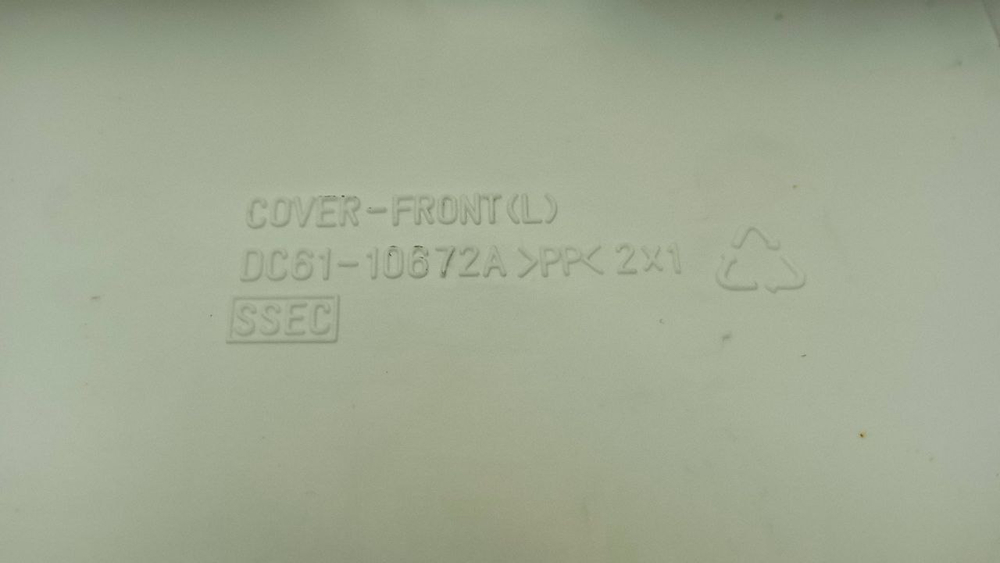 COVER-FRONT(L)
DC61-10672A >PP< 2x1
SSEC